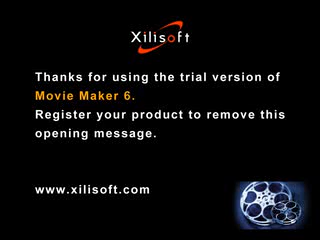 Xilisoft
Thanks for using the trial version of
Movie Maker 6.
Register your product to remove this
opening message.
www.xilisoft.com